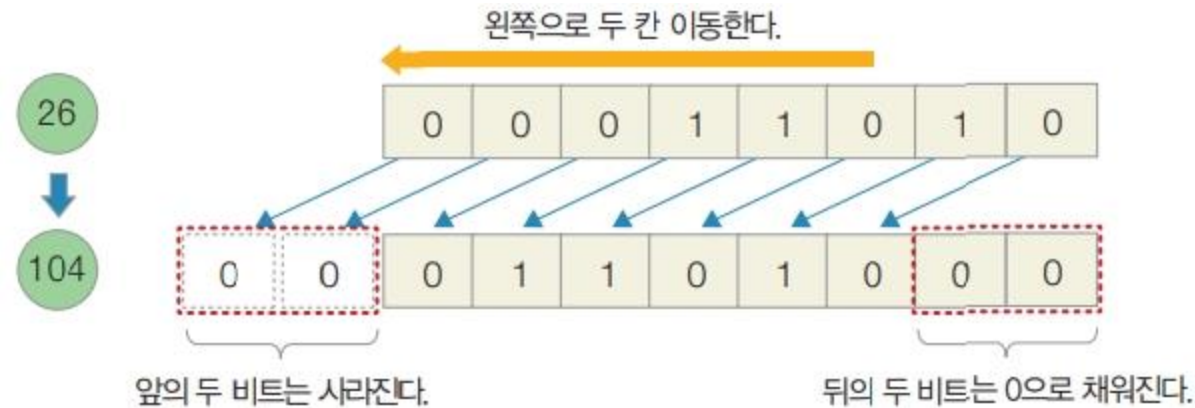 왼쪽으로 두 칸 이동한다.
26
0 0 0 1 1 0 1 0
104
0 0 0 1 1 0 1 0 0 0
앞의 두 비트는 사라진다.
뒤의 두 비트는 0으로 채워진다.